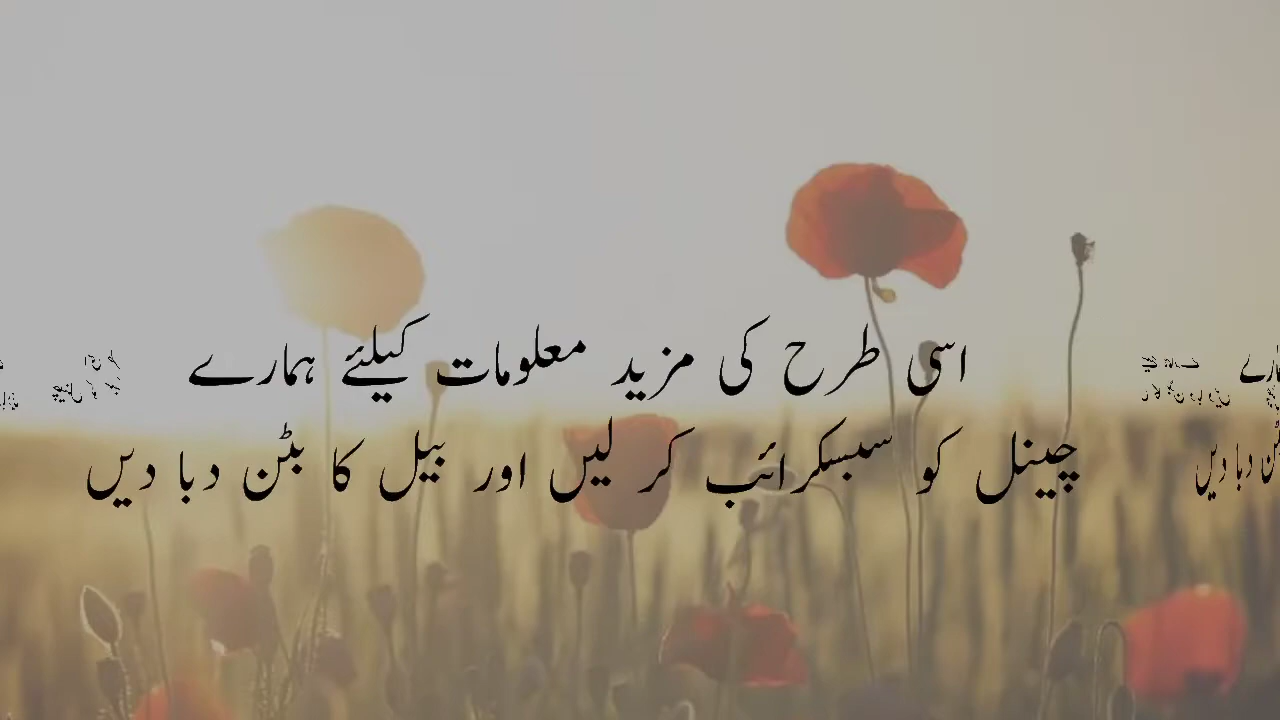 اسی طرح کی مزید معلومات کیلئے ہمارے
چینل کو سبسکرائب کر لیں اور بیل کا بٹن دبا دیں